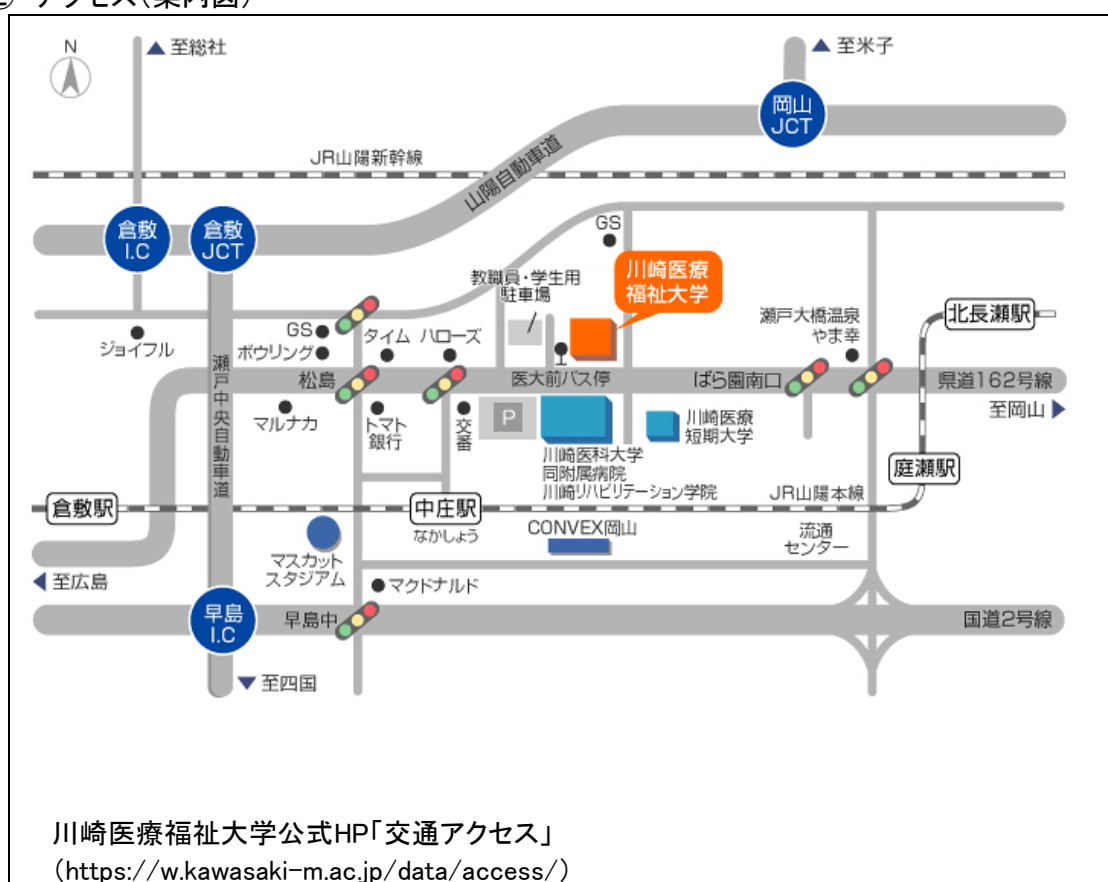 アクセス(案内図)
N
至総社
至米子
岡山
JCT
JR山陽新幹線
山陽自動車道
倉敷
I.C
倉敷
JCT
GS
川崎医療
福祉大学
教職員・学生用
駐車場
瀬戸大橋温泉
やま幸
北長瀬駅
ジョイフル
GS
ボウリング
タイム
ハローズ
松島
医大前バス停
ばら園南口
県道162号線
至岡山
瀬戸中央自動車道
マルナカ
トマト
銀行
交番
P
川崎医療
短期大学
川崎医科大学
同附属病院
川崎リハビリテーション学院
庭瀬駅
JR山陽本線
倉敷駅
中庄駅
なかしょう
CONVEX岡山
流通
センター
マスカット
スタジアム
至広島
マクドナルド
早島
I.C
早島中
国道2号線
至四国
川崎医療福祉大学公式HP「交通アクセス」
(https://w.kawasaki-m.ac.jp/data/access/)